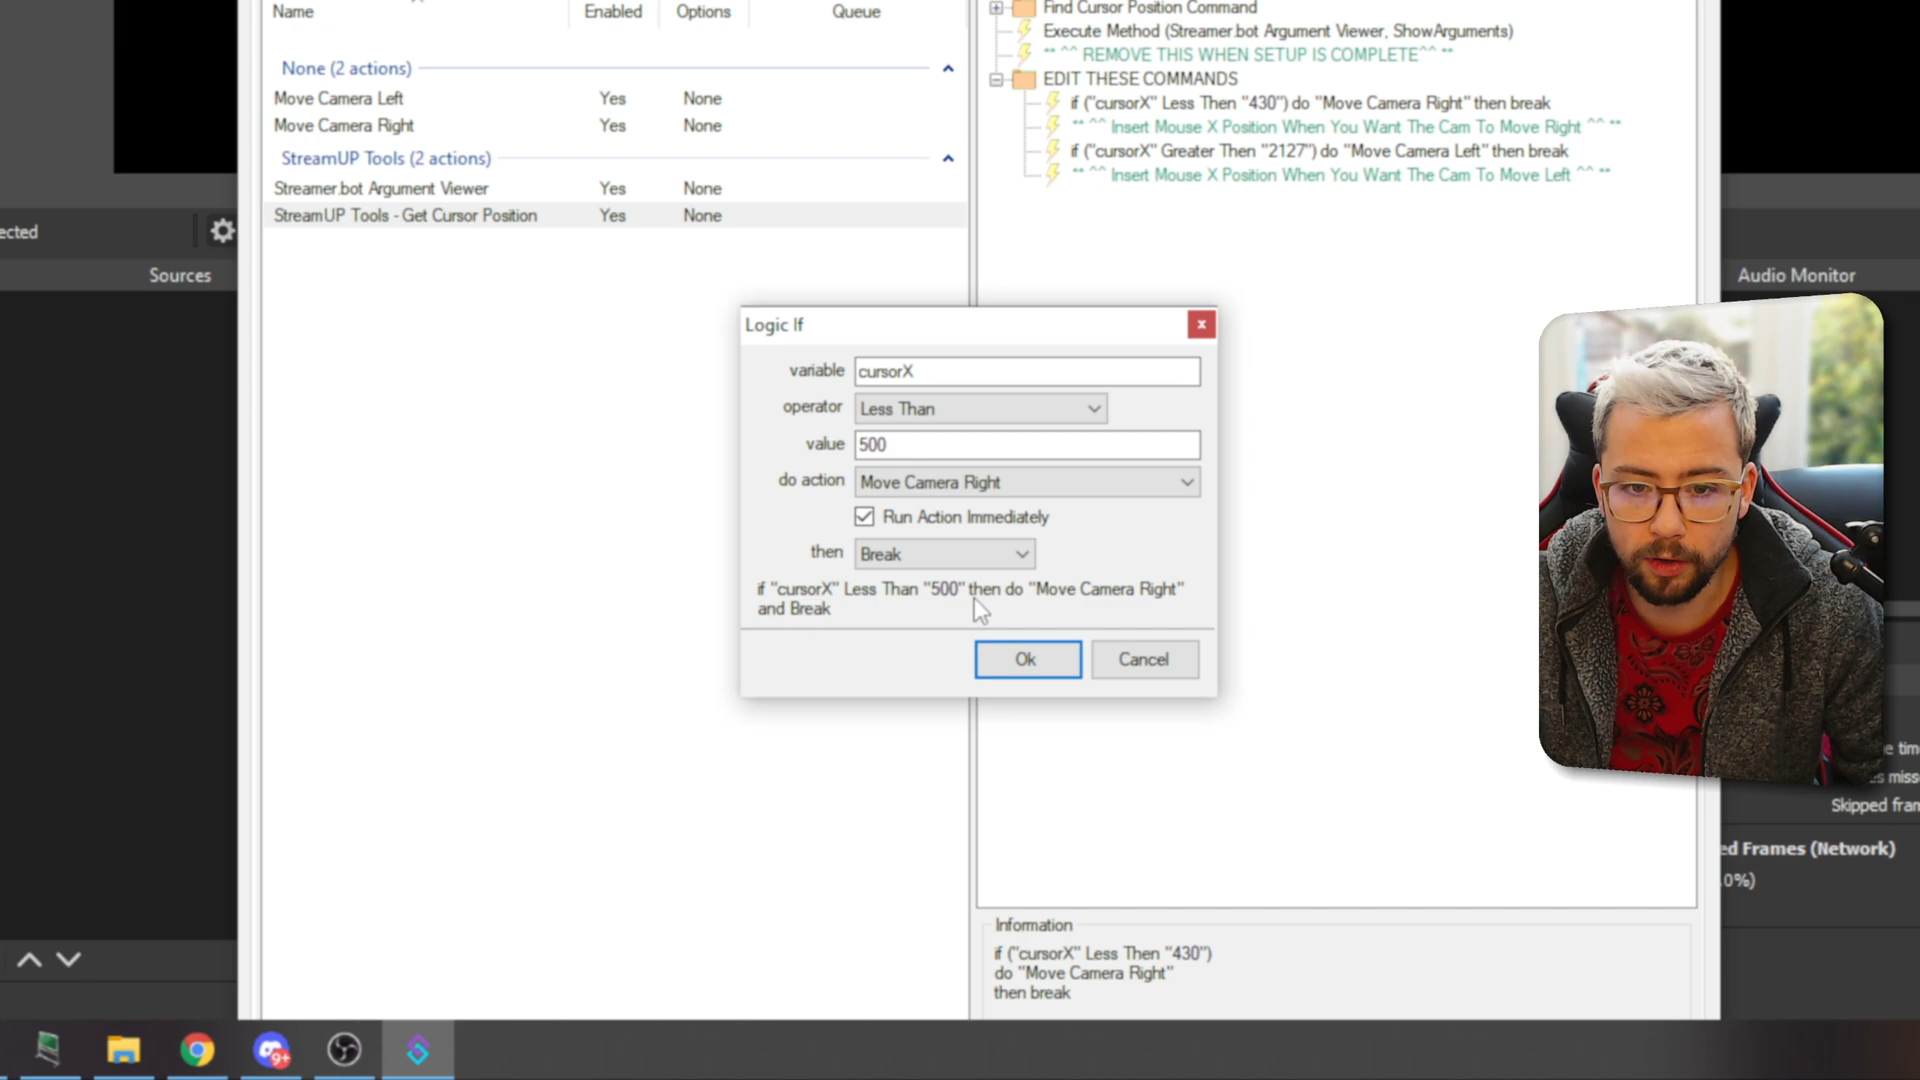 Name Enabled Options Queue
None (2 actions)
Move Camera Left Yes None
Move Camera Right Yes None
StreamUP Tools (2 actions)
Streamer.bot Argument Viewer Yes None
StreamUP Tools - Get Cursor Position Yes None
Find Cursor Position Command
Execute Method (Streamer.bot Argument Viewer, ShowArguments)
** ^^ REMOVE THIS WHEN SETUP IS COMPLETE^^ **
EDIT THESE COMMANDS
if ("cursorX" Less Then "430") do "Move Camera Right" then break
** ^^ Insert Mouse X Position When You Want The Cam To Move Right ^^ **
if ("cursorX" Greater Then "2127") do "Move Camera Left" then break
** ^^ Insert Mouse X Position When You Want The Cam To Move Left ^^ **
ected
Sources
Audio Monitor
Logic If
x
variable cursorX
operator Less Than
value 500
do action Move Camera Right
Run Action Immediately
then Break
if "cursorX" Less Than "500" then do "Move Camera Right"
and Break
Ok Cancel
e tim
s miss
Skipped fram
ed Frames (Network)
.0%)
Information
if ("cursorX" Less Then "430")
do "Move Camera Right"
then break
9+